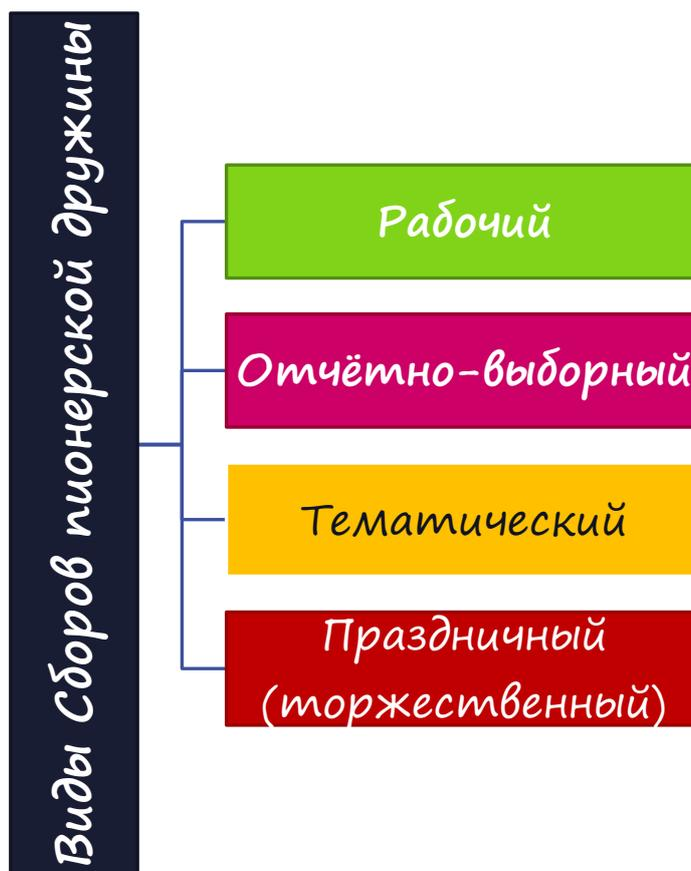 Виды Сборов пионерской дружины
Рабочий
Отчётно-выборный
Тематический
Праздничный
(торжественный)